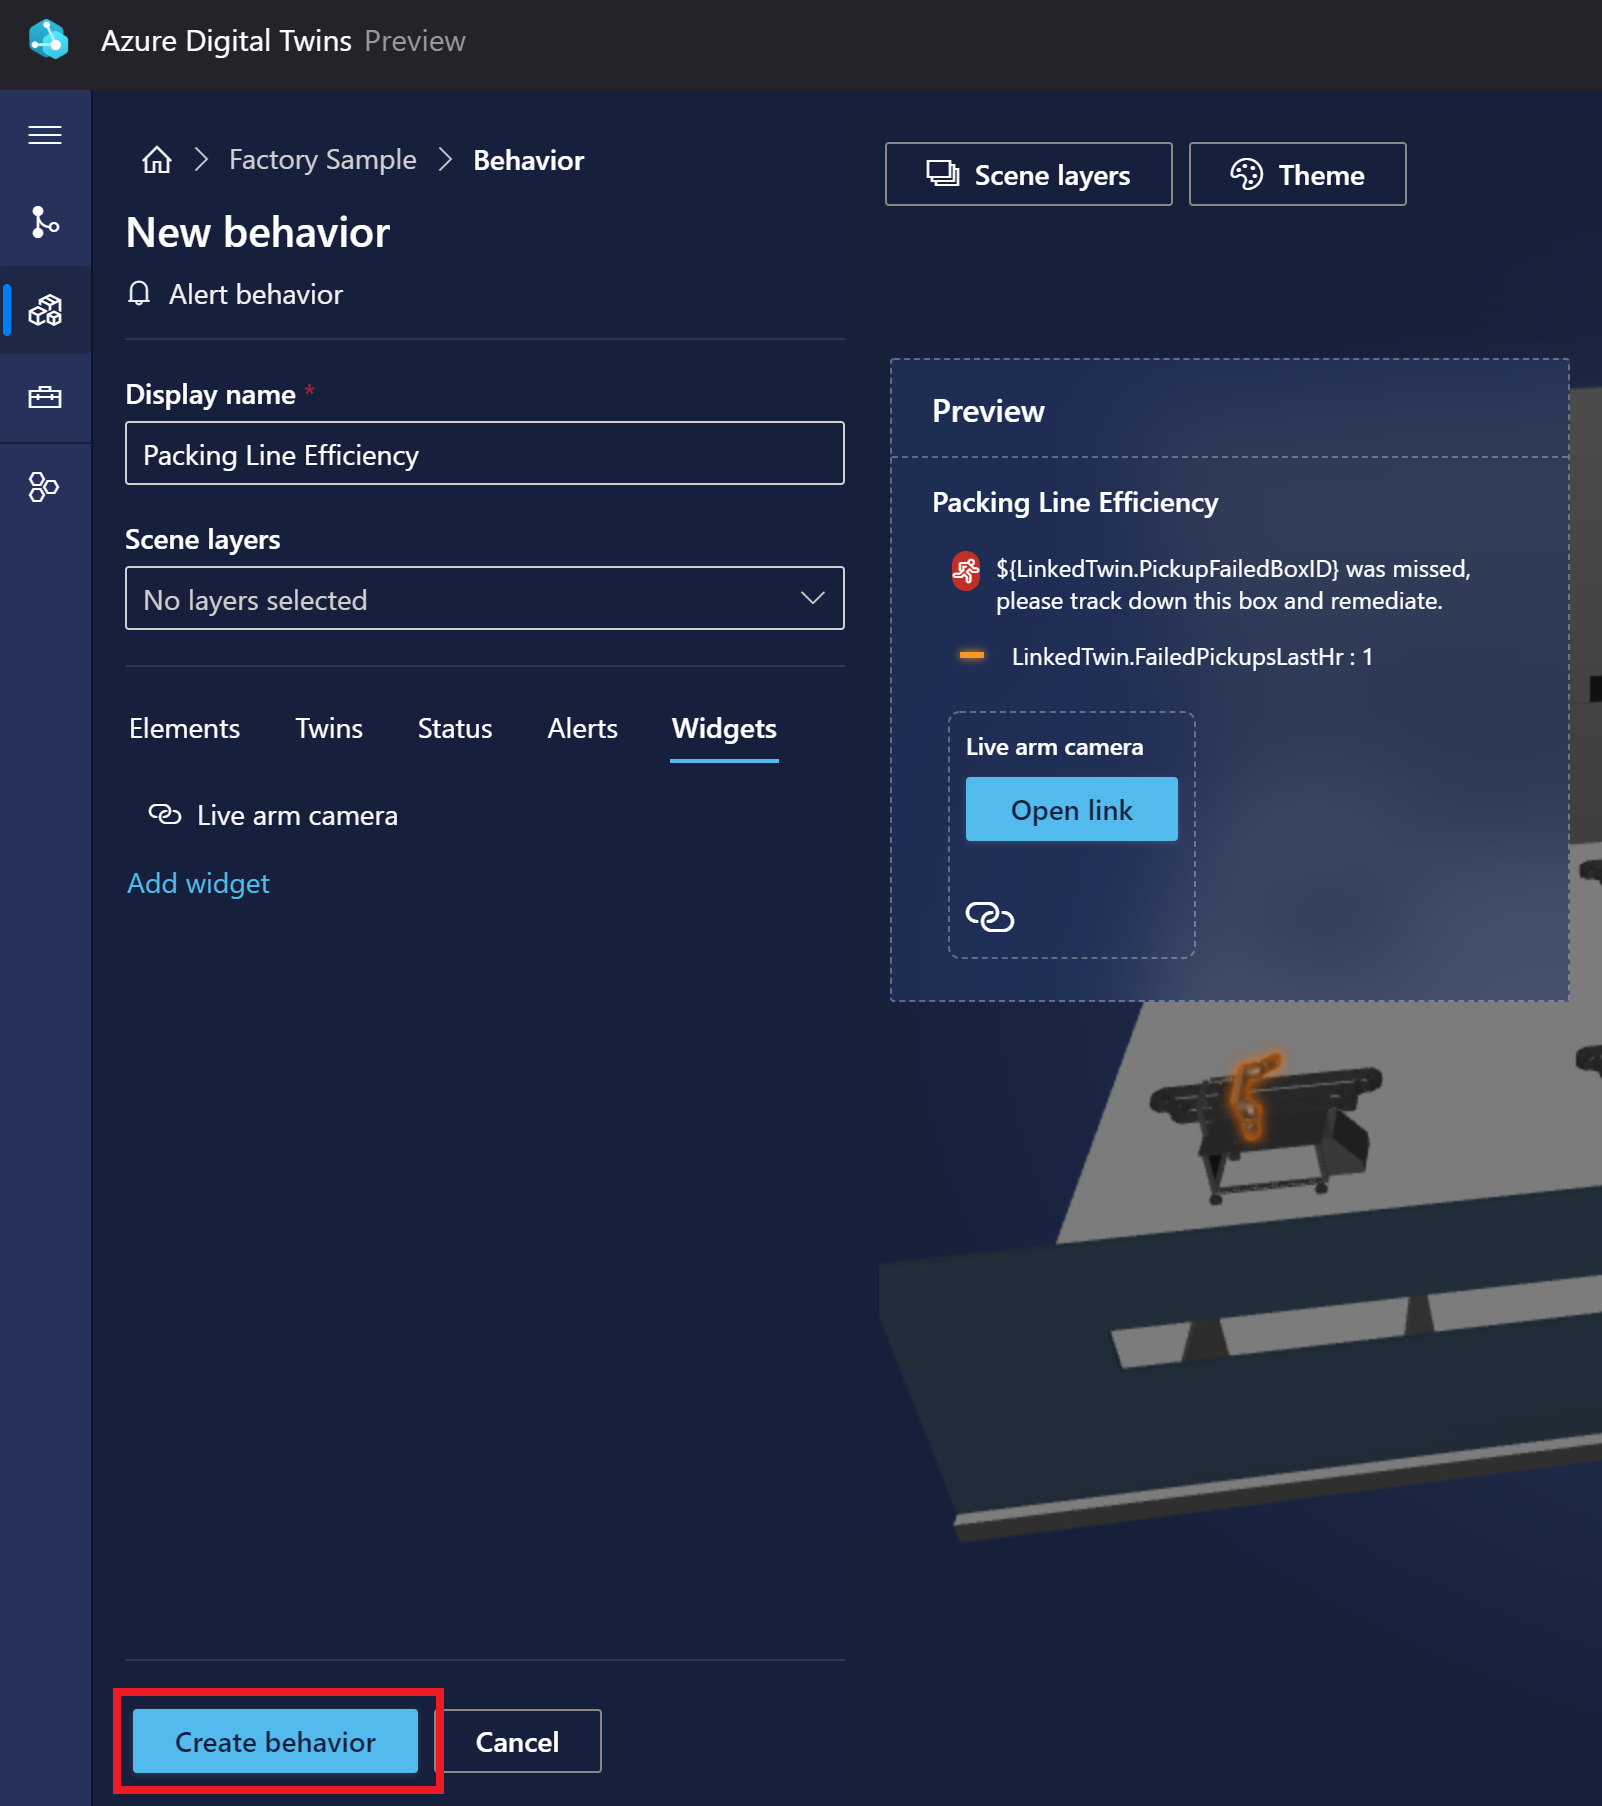 Azure Digital Twins Preview
Factory Sample > Behavior
Scene layers
Theme
New behavior
Alert behavior
Display name *
Packing Line Efficiency
Scene layers
No layers selected
Elements Twins Status Alerts Widgets
Live arm camera
Add widget
Preview
Packing Line Efficiency
${LinkedTwin.PickupFailedBoxID} was missed,
please track down this box and remediate.
LinkedTwin.FailedPickupsLastHr : 1
Live arm camera
Open link
Create behavior
Cancel